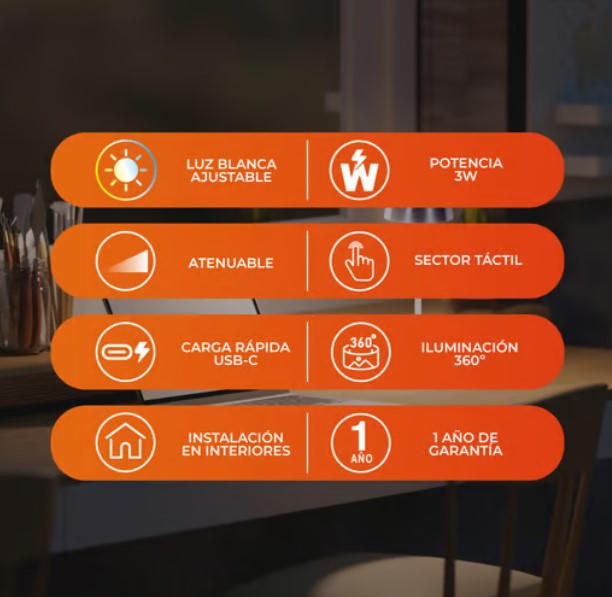 LUZ BLANCA
AJUSTABLE
W
POTENCIA
3W
ATENUABLE
SECTOR TÁCTIL
CARGA RÁPIDA
USB-C
360°
ILUMINACIÓN
360°
INSTALACIÓN
EN INTERIORES
1
AÑO
1 AÑO DE
GARANTÍA